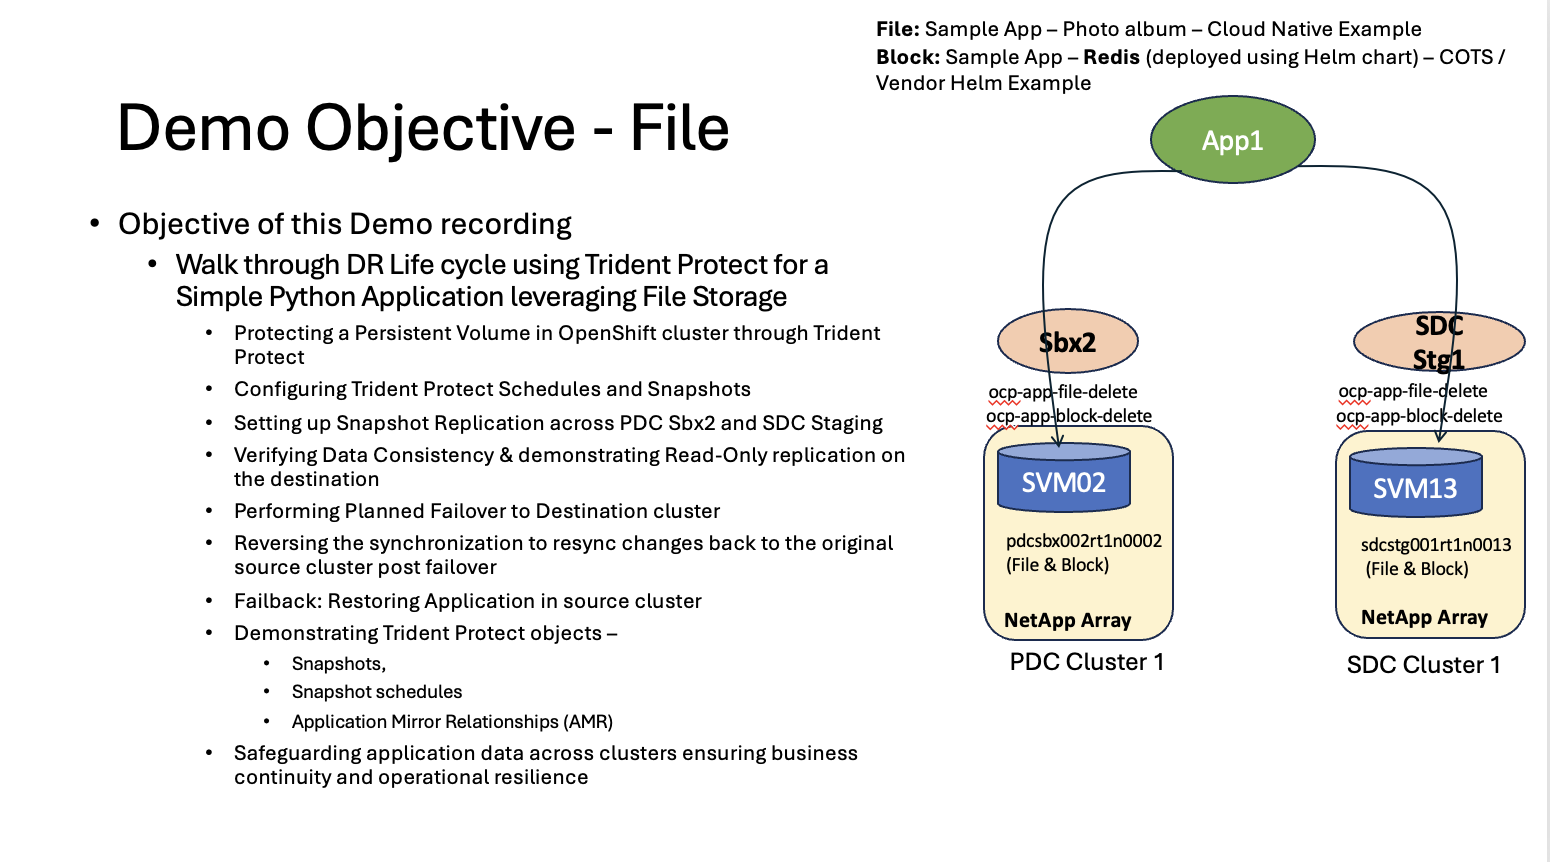 File: Sample App – Photo album – Cloud Native Example
Block: Sample App – Redis (deployed using Helm chart) – COTS /
Vendor Helm Example
Demo Objective - File
• Objective of this Demo recording
• Walk through DR Life cycle using Trident Protect for a
Simple Python Application leveraging File Storage
• Protecting a Persistent Volume in OpenShift cluster through Trident
Protect
• Configuring Trident Protect Schedules and Snapshots
• Setting up Snapshot Replication across PDC Sbx2 and SDC Staging
• Verifying Data Consistency & demonstrating Read-Only replication on
the destination
• Performing Planned Failover to Destination cluster
• Reversing the synchronization to resync changes back to the original
source cluster post failover
• Failback: Restoring Application in source cluster
• Demonstrating Trident Protect objects –
• Snapshots,
• Snapshot schedules
• Application Mirror Relationships (AMR)
• Safeguarding application data across clusters ensuring business
continuity and operational resilience
App1
Sbx2
ocp-app-file-delete
ocp-app-block-delete
SVM02
pdcsbx002rt1n0002
(File & Block)
NetApp Array
PDC Cluster 1
SDC
Stg1
ocp-app-file-delete
ocp-app-block-delete
SVM13
sdcstg001rt1n0013
(File & Block)
NetApp Array
SDC Cluster 1